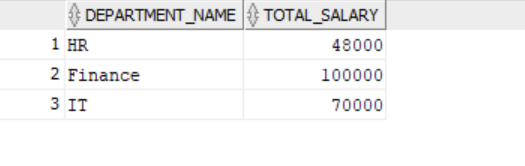 DEPARTMENT_NAME TOTAL_SALARY
1 HR 48000
2 Finance 100000
3 IT 70000